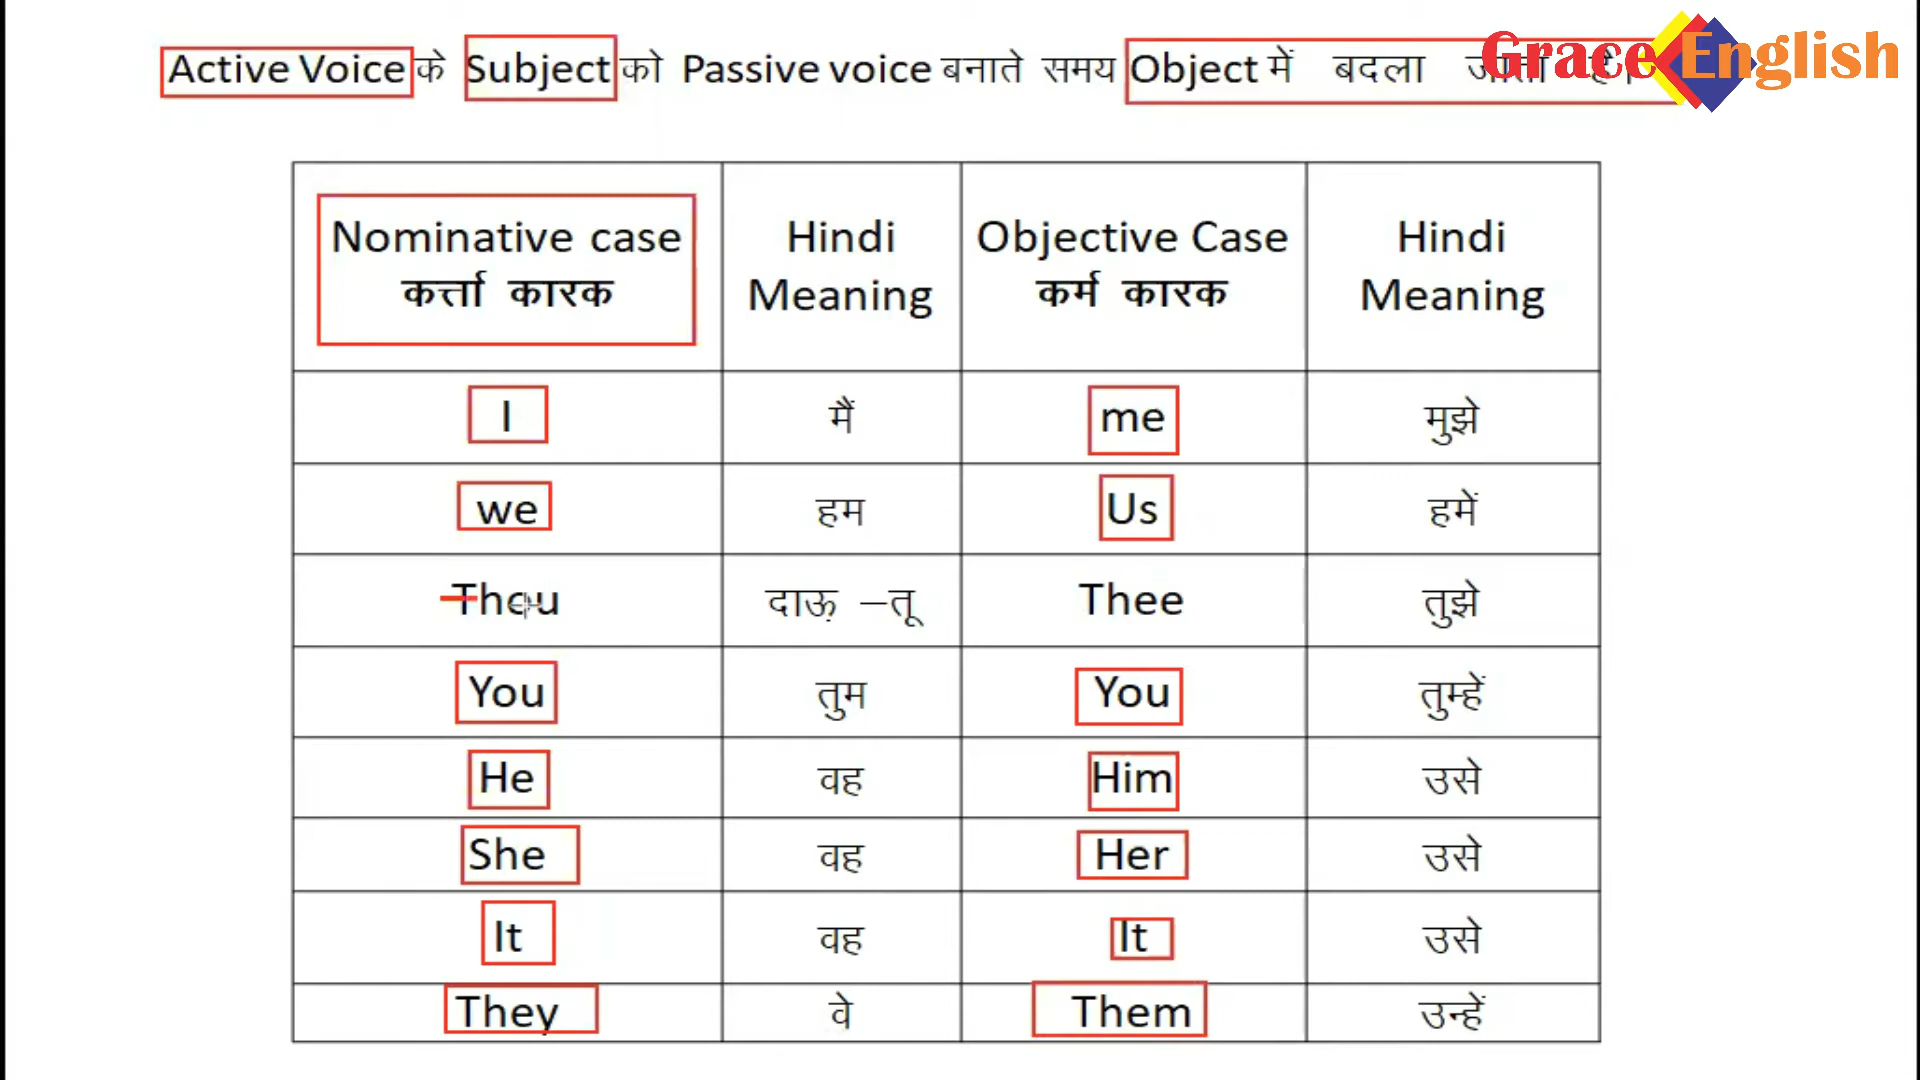 Active Voice के Subject को Passive voice बनाते समय Object में बदला जाता है।
Grace English
Nominative case कर्त्ता कारक
Hindi Meaning
Objective Case कर्म कारक
Hindi Meaning
I मैं me मुझे
we हम Us हमें
Thou दाऊ़ –तू Thee तुझे
You तुम You तुम्हें
He वह Him उसे
She वह Her उसे
It वह It उसे
They वे Them उन्हें